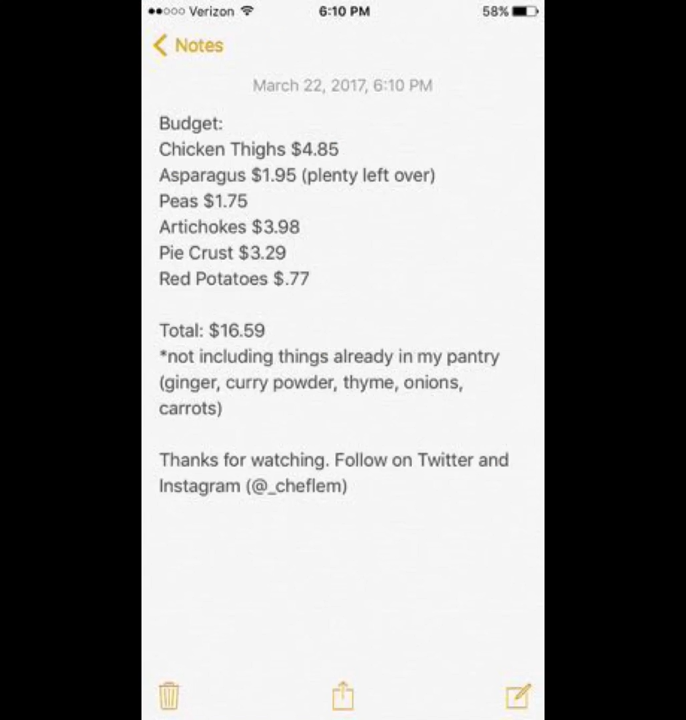 Verizon 6:10 PM 58%
Notes
March 22, 2017, 6:10 PM
Budget:
Chicken Thighs $4.85
Asparagus $1.95 (plenty left over)
Peas $1.75
Artichokes $3.98
Pie Crust $3.29
Red Potatoes $.77
Total: $16.59
*not including things already in my pantry
(ginger, curry powder, thyme, onions,
carrots)
Thanks for watching. Follow on Twitter and
Instagram (@_cheflem)